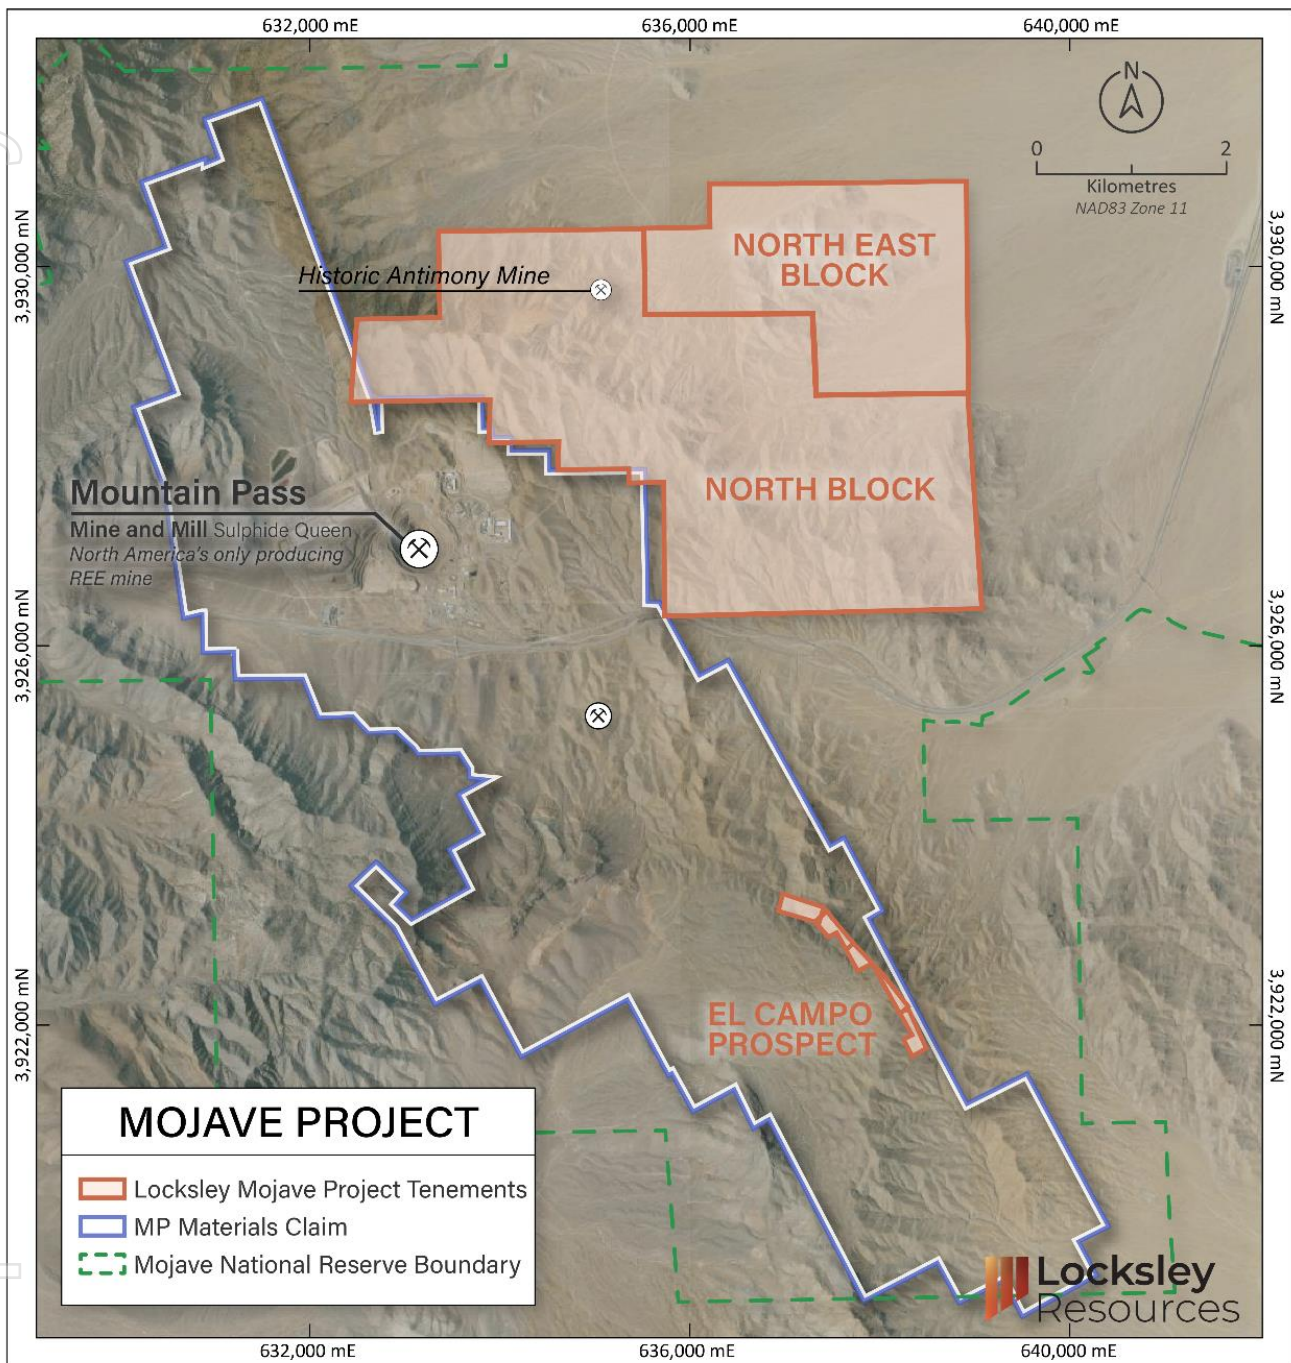 632,000 mE
636,000 mE
640,000 mE
N
0
2
Kilometres
NAD83 Zone 11
3,930,000 mN
3,930,000 mN
NORTH EAST
BLOCK
Historic Antimony Mine
NORTH BLOCK
Mountain Pass
Mine and Mill Sulphide Queen
North America's only producing
REE mine
3,926,000 mN
3,926,000 mN
EL CAMPO
PROSPECT
3,922,000 mN
3,922,000 mN
MOJAVE PROJECT
Locksley Mojave Project Tenements
MP Materials Claim
Mojave National Reserve Boundary
Locksley
Resources
632,000 mE
636,000 mE
640,000 mE